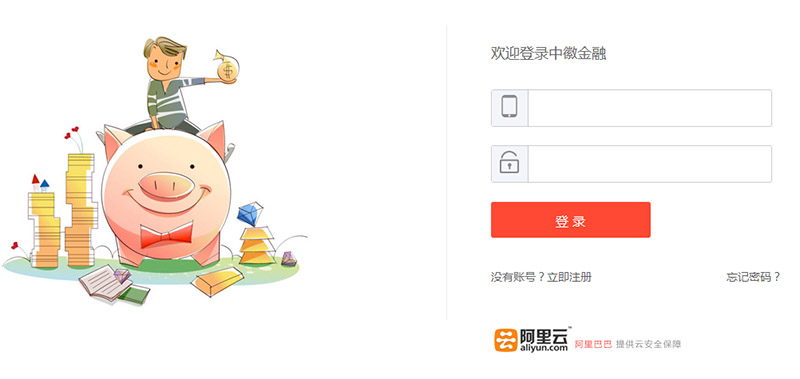 欢迎登录中徽金融
$
登 录
没有账号？立即注册
忘记密码？
阿里云™
aliyun.com
阿里巴巴 提供云安全保障